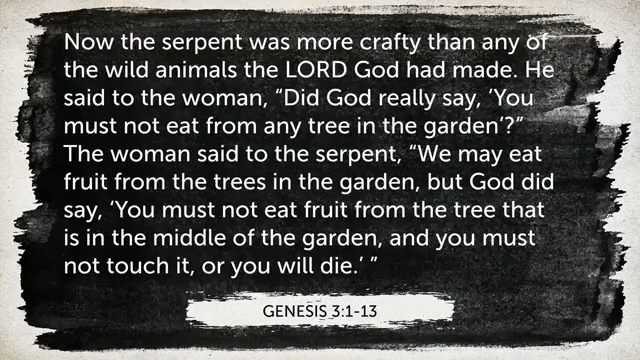 Now the serpent was more crafty than any of
the wild animals the LORD God had made. He
said to the woman, “Did God really say, ‘You
must not eat from any tree in the garden’?”
The woman said to the serpent, “We may eat
fruit from the trees in the garden, but God did
say, ‘You must not eat fruit from the tree that
is in the middle of the garden, and you must
not touch it, or you will die.’ ”
GENESIS 3:1-13